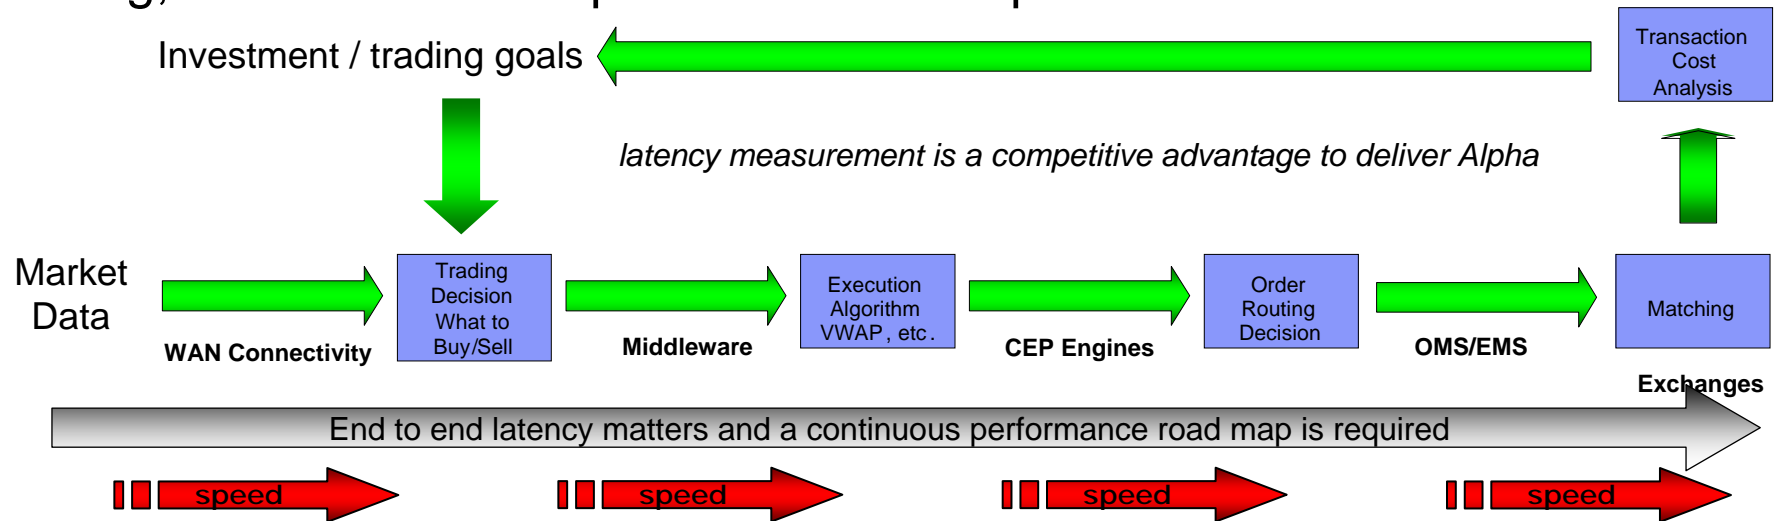 Investment / trading goals
Transaction
Cost
Analysis
latency measurement is a competitive advantage to deliver Alpha
Market
Data
WAN Connectivity
Trading
Decision
What to
Buy/Sell
Middleware
Execution
Algorithm
VWAP, etc.
CEP Engines
Order
Routing
Decision
OMS/EMS
Matching
Exchanges
End to end latency matters and a continuous performance road map is required
speed
speed
speed
speed